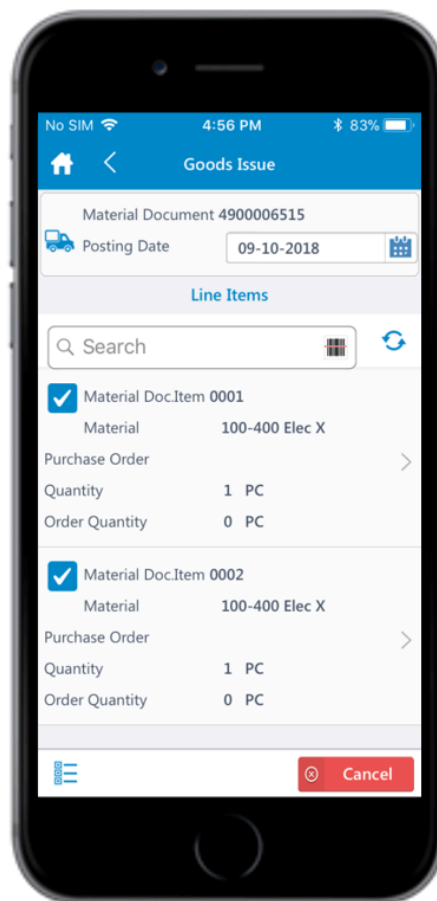 No SIM 4:56 PM 83%
Goods Issue
Material Document 4900006515
Posting Date 09-10-2018
Line Items
Search
Material Doc.Item 0001
Material 100-400 Elec X
Purchase Order
Quantity 1 PC
Order Quantity 0 PC
Material Doc.Item 0002
Material 100-400 Elec X
Purchase Order
Quantity 1 PC
Order Quantity 0 PC
Cancel